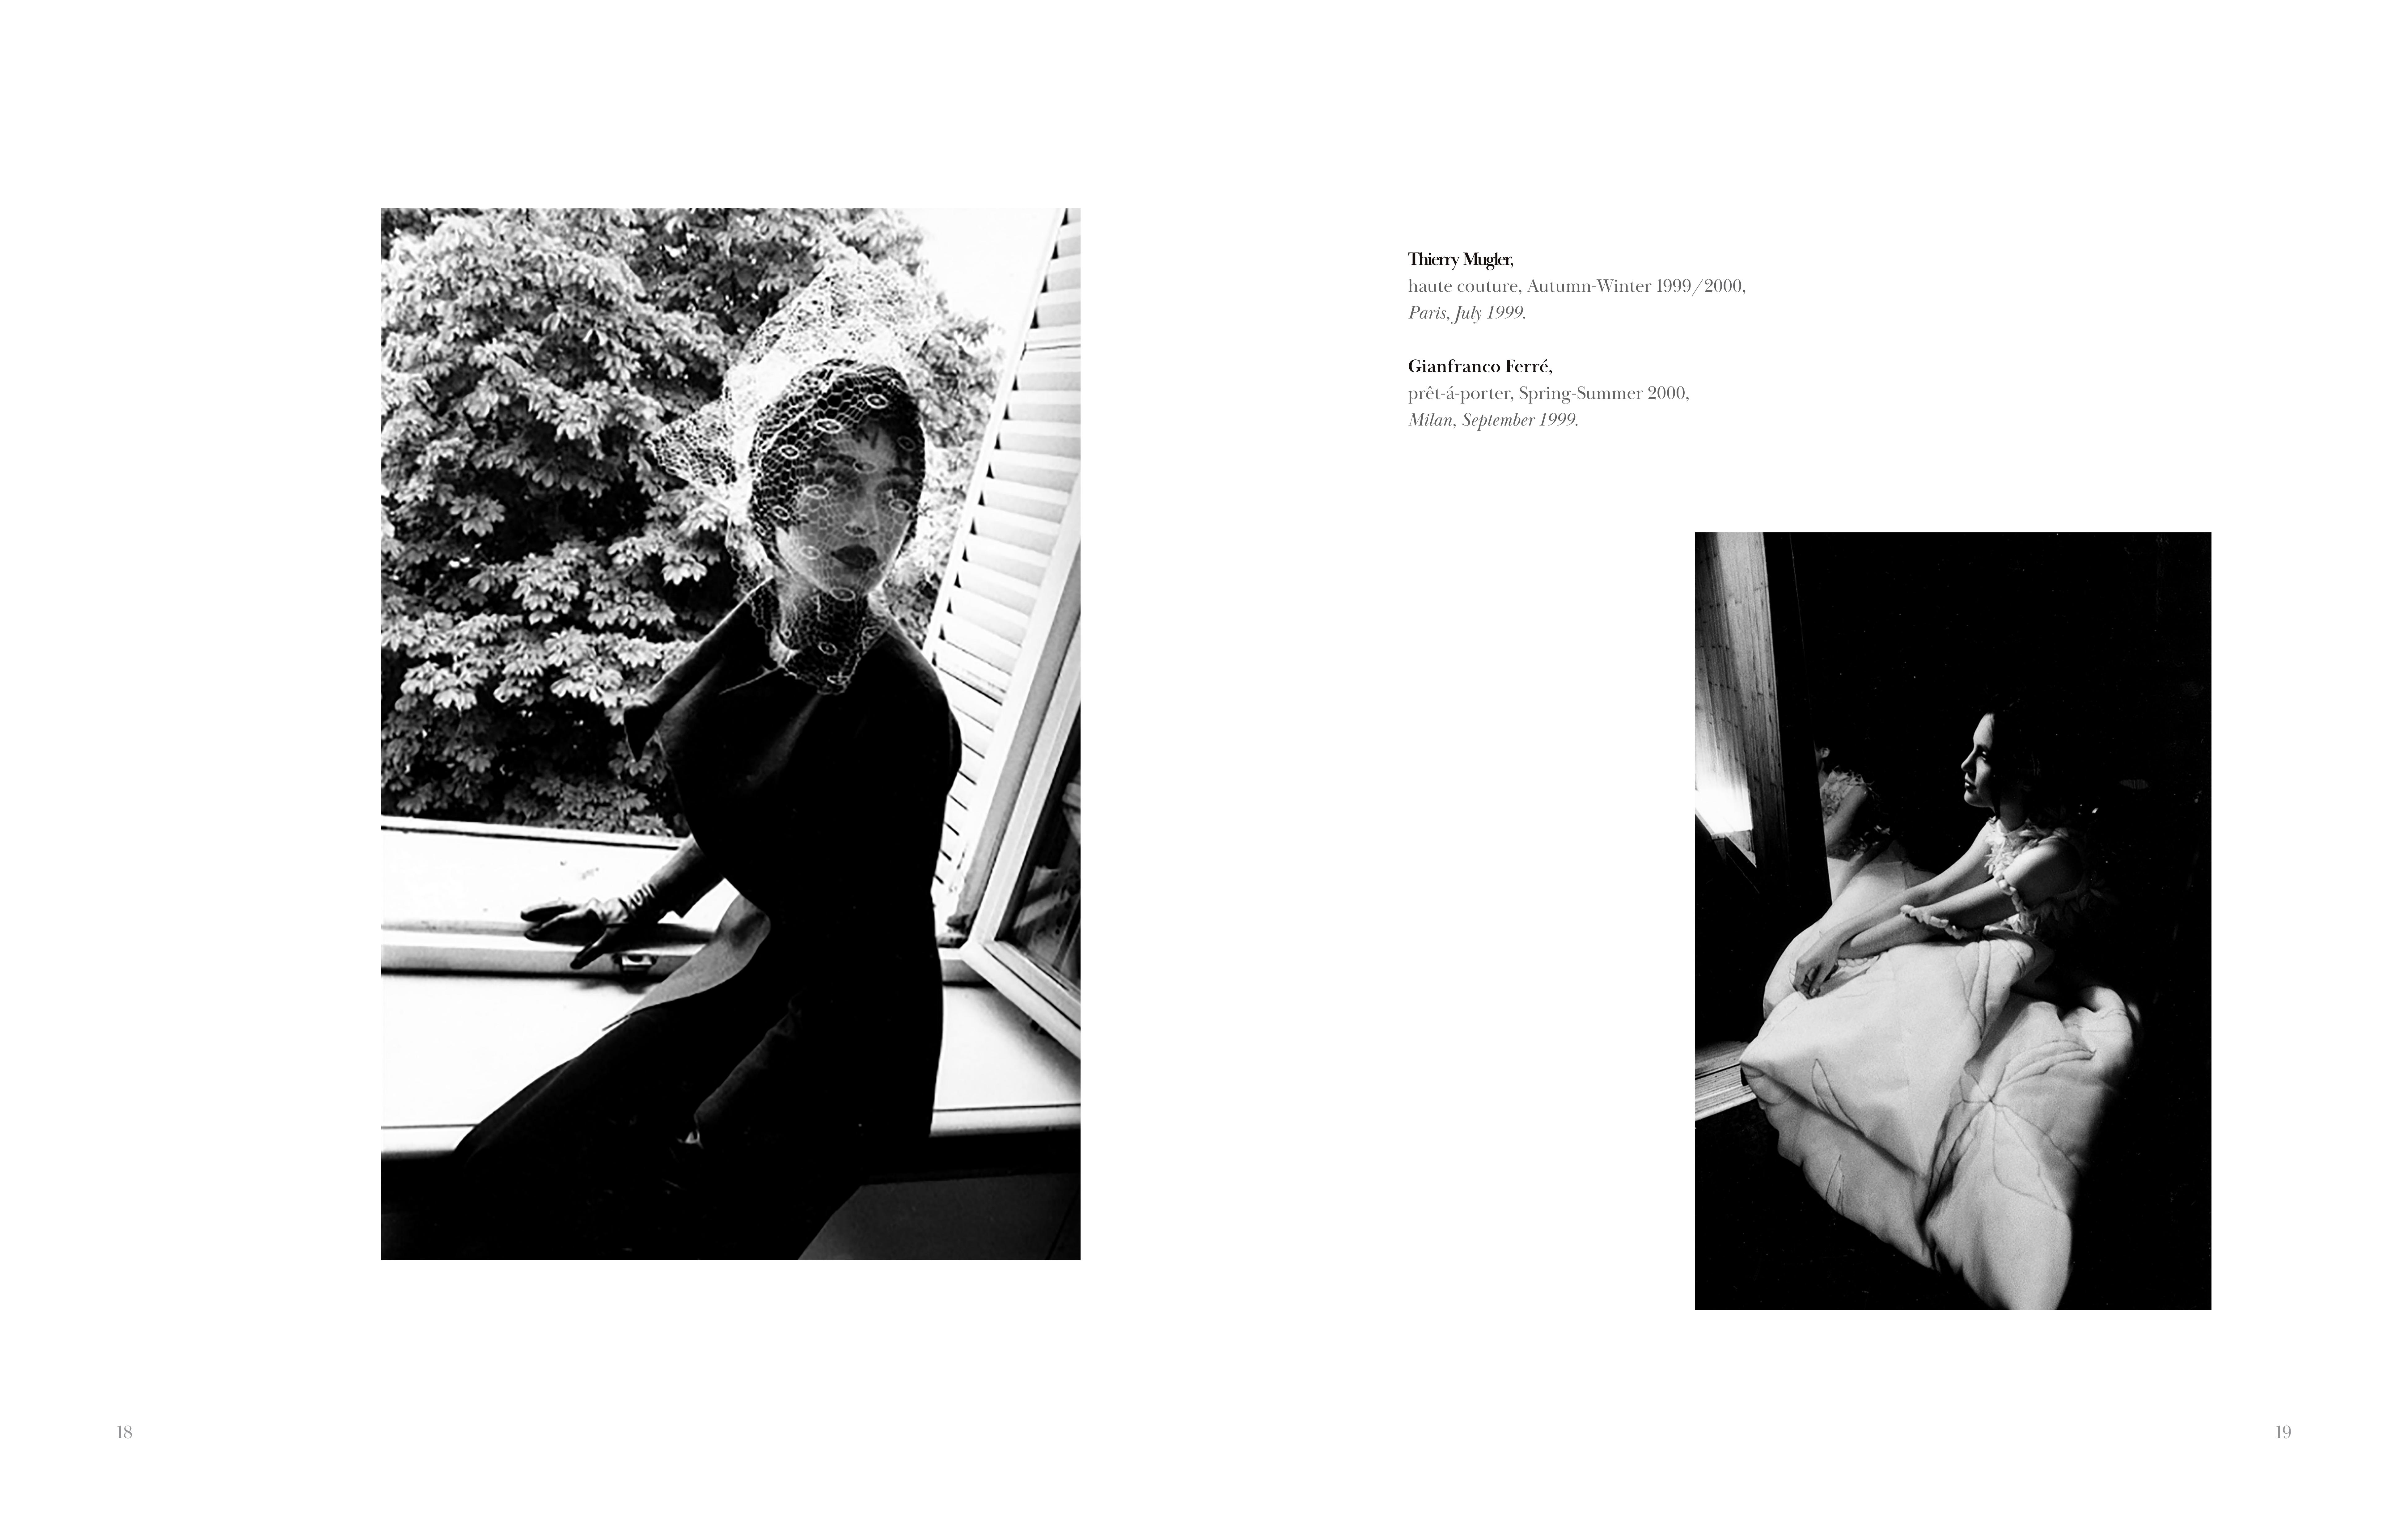 Thierry Mugler,
haute couture, Autumn-Winter 1999/2000,
Paris, July 1999.
Gianfranco Ferré,
prêt-á-porter, Spring-Summer 2000,
Milan, September 1999.
18
19